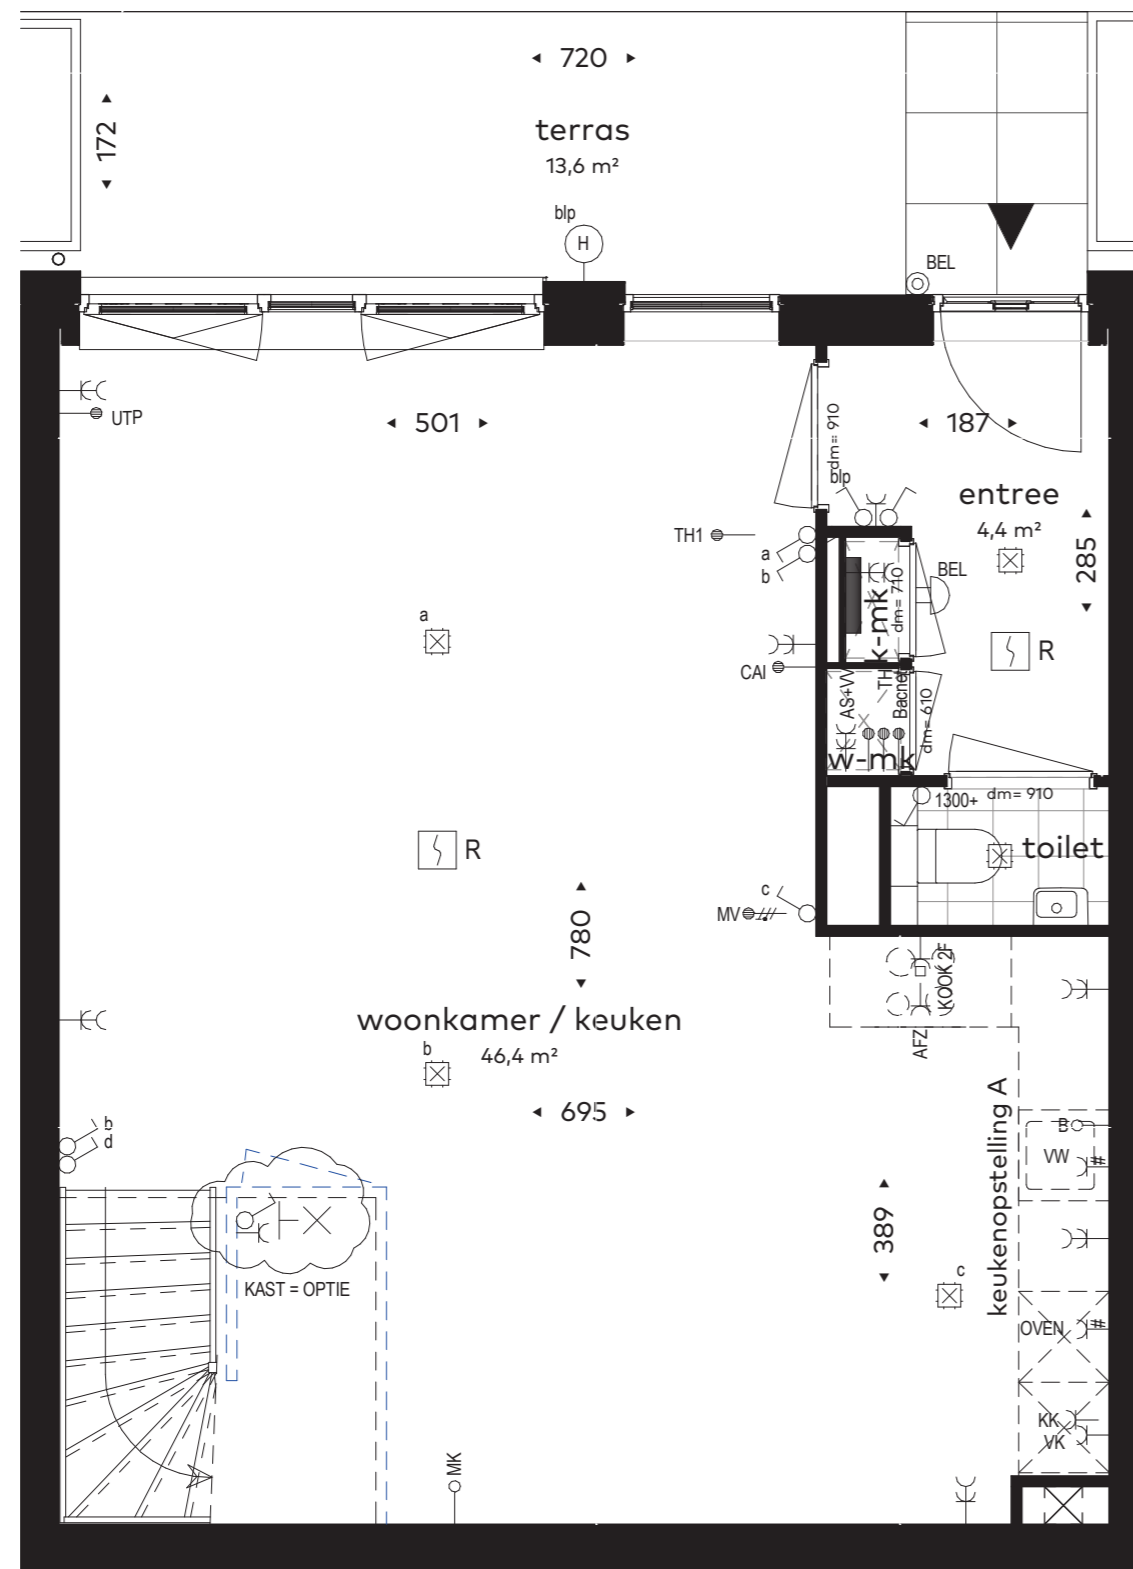 720
172
terras
13,6 m²
blp
H
BEL
UTP
501
187
dm= 910
blp
entree
4,4 m²
285
TH1
a
b
BEL
k-mk
dm= 710
a
R
CAI
AS+VV
TH
Bacnet
dm= 610
w-mk
1300+
dm= 910
toilet
R
c
MV
780
KOOK 2F
AFZ
woonkamer / keuken
46,4 m²
b
695
keukenopstelling A
B
VW
#
b
d
389
c
KAST = OPTIE
OVEN
#
KK
VK
MK